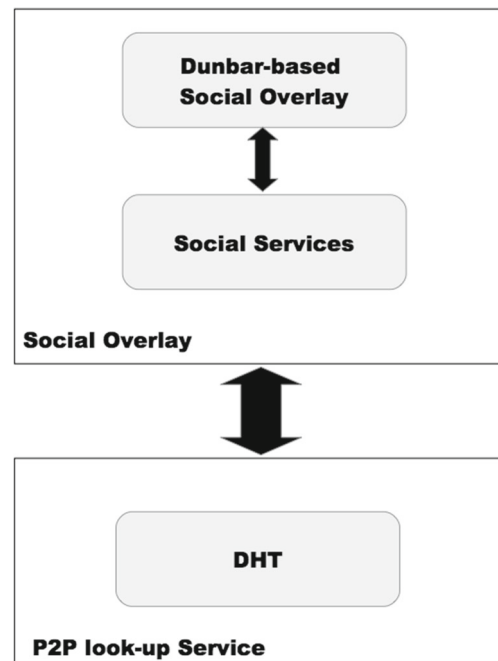 Dunbar-based
Social Overlay
Social Services
Social Overlay
DHT
P2P look-up Service